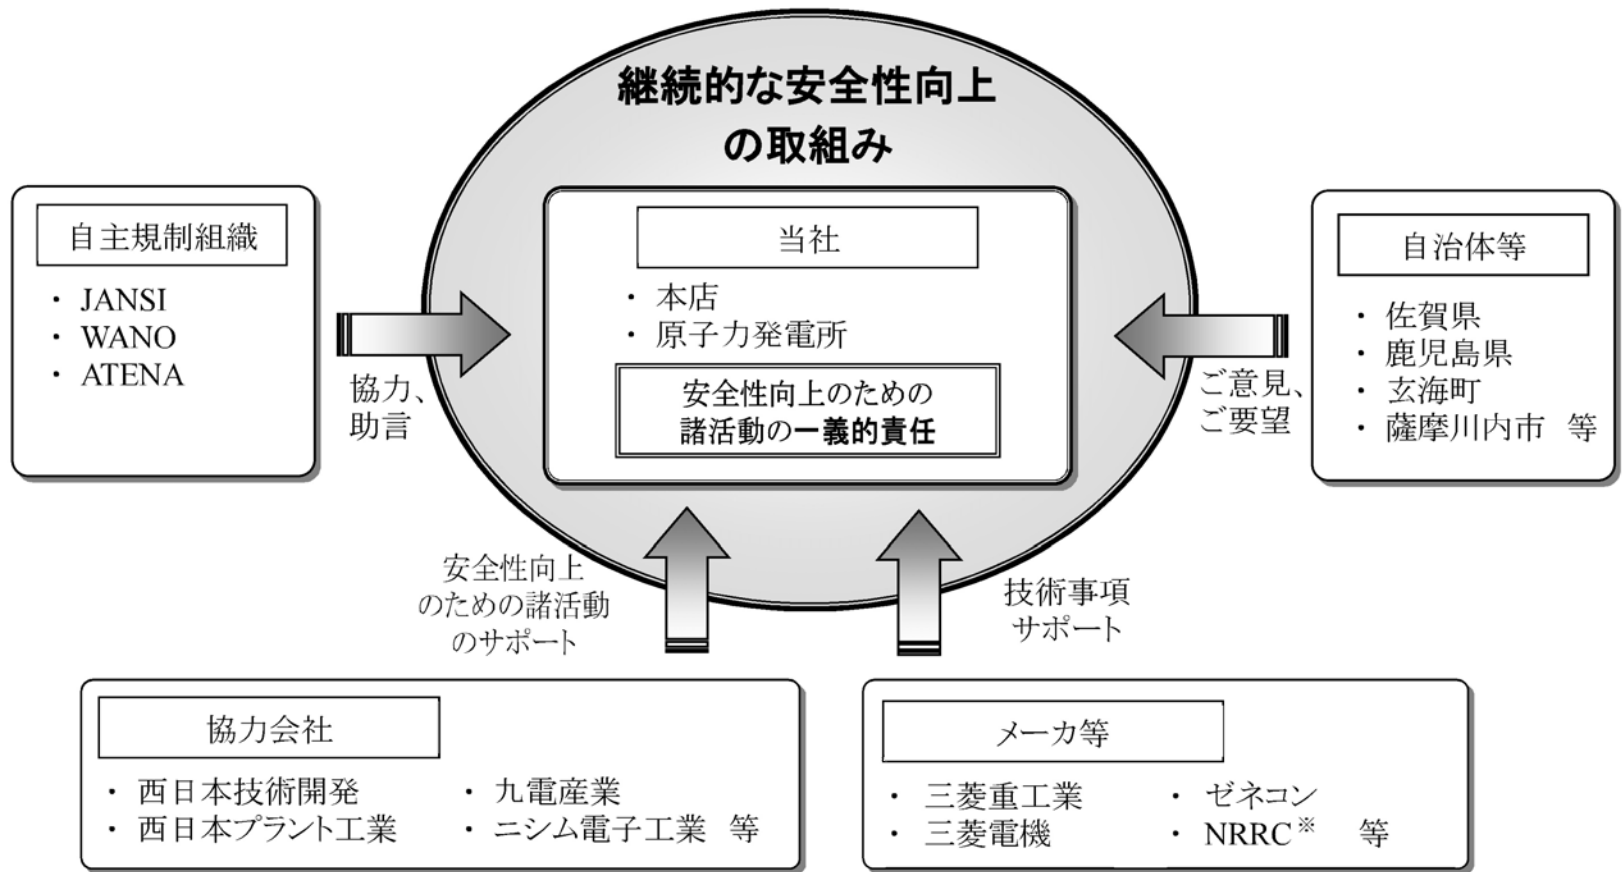 継続的な安全性向上
の取組み
自主規制組織
・ JANSI
・ WANO
・ ATENA
協力、
助言
当社
・ 本店
・ 原子力発電所
安全性向上のための
諸活動の一義的責任
自治体等
・ 佐賀県
・ 鹿児島県
・ 玄海町
・ 薩摩川内市 等
ご意見、
ご要望
安全性向上
のための諸活動
のサポート
技術事項
サポート
協力会社
・ 西日本技術開発
・ 西日本プラント工業
・ 九電産業
・ ニシム電子工業 等
メーカ等
・ 三菱重工業
・ 三菱電機
・ ゼネコン
・ NRRC※ 等